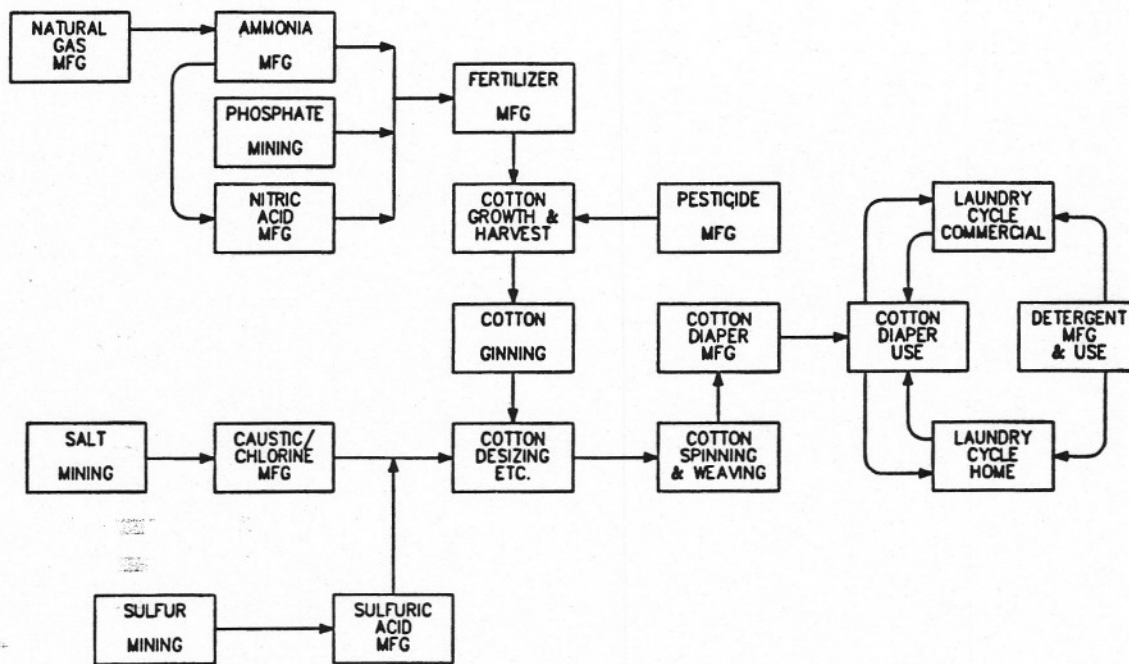 NATURAL
GAS
MFG
AMMONIA
MFG
PHOSPHATE
MINING
NITRIC
ACID
MFG
FERTILIZER
MFG
COTTON
GROWTH &
HARVEST
PESTICIDE
MFG
LAUNDRY
CYCLE
COMMERCIAL
COTTON
GINNING
COTTON
DIAPER
MFG
COTTON
DIAPER
USE
DETERGENT
MFG
& USE
SALT
MINING
CAUSTIC/
CHLORINE
MFG
COTTON
DESIZING
ETC.
COTTON
SPINNING
& WEAVING
LAUNDRY
CYCLE
HOME
SULFUR
MINING
SULFURIC
ACID
MFG